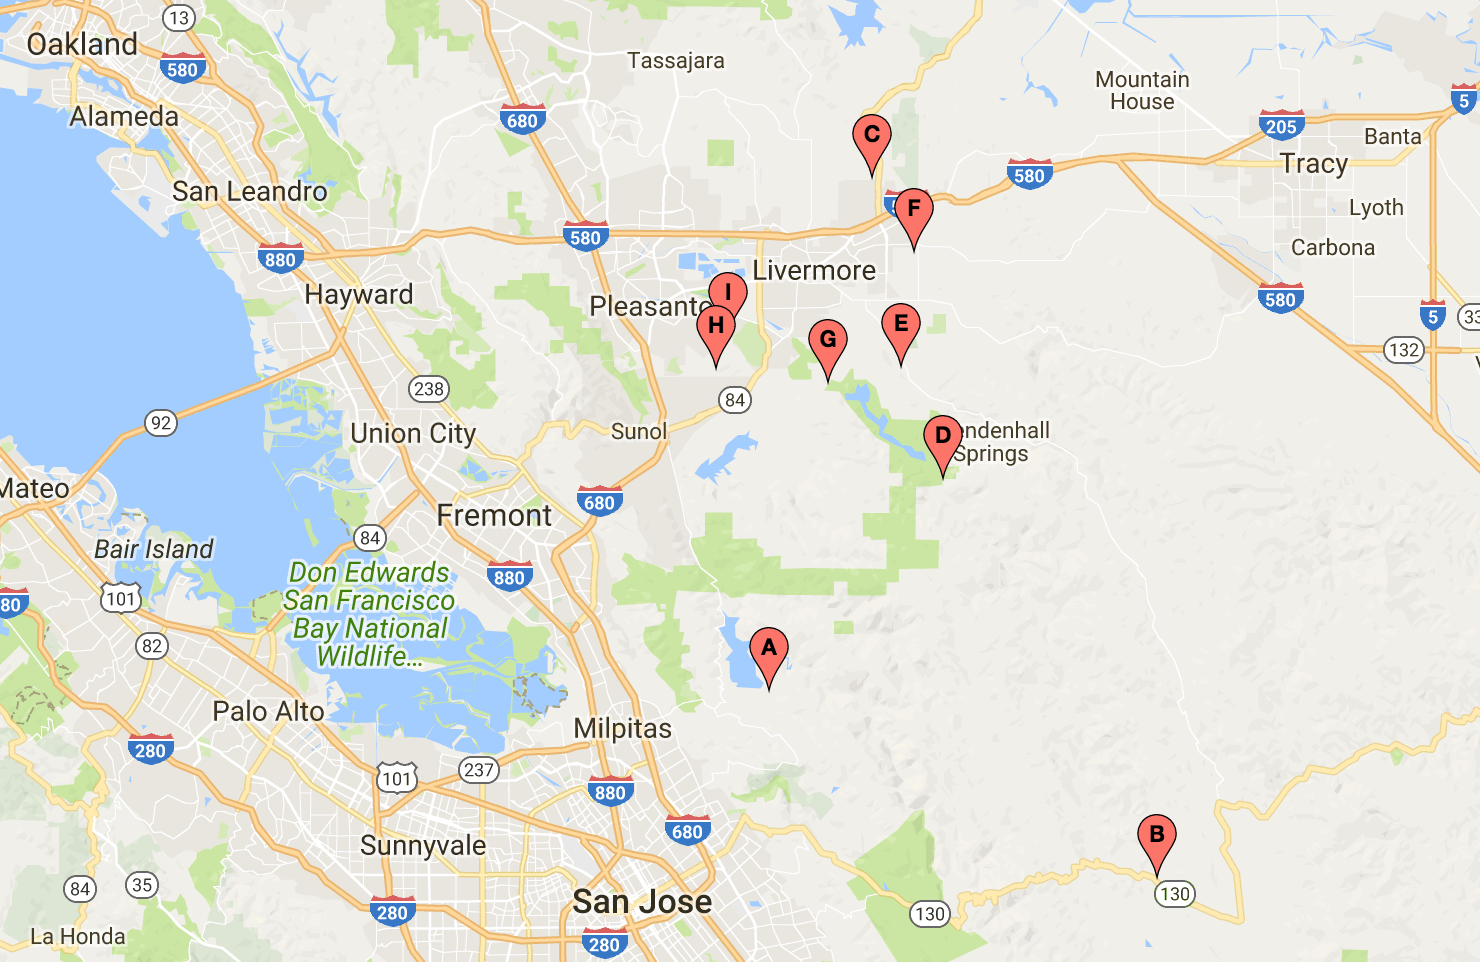 13
Oakland
580
Tassajara
Mountain
House
5
Alameda
680
205
Banta
C
580
Tracy
San Leandro
F
Lyoth
880
580
Carbona
Livermore
Hayward
I
Pleasanto
580
5
H
E
G
132
238
84
92
Union City
Sunol
D
endenhall
Springs
Mateo
680
Fremont
84
Bair Island
880
Don Edwards
San Francisco
Bay National
Wildlife...
101
80
82
A
Palo Alto
Milpitas
280
101
237
880
680
B
Sunnyvale
84
35
280
San Jose
130
130
La Honda
280